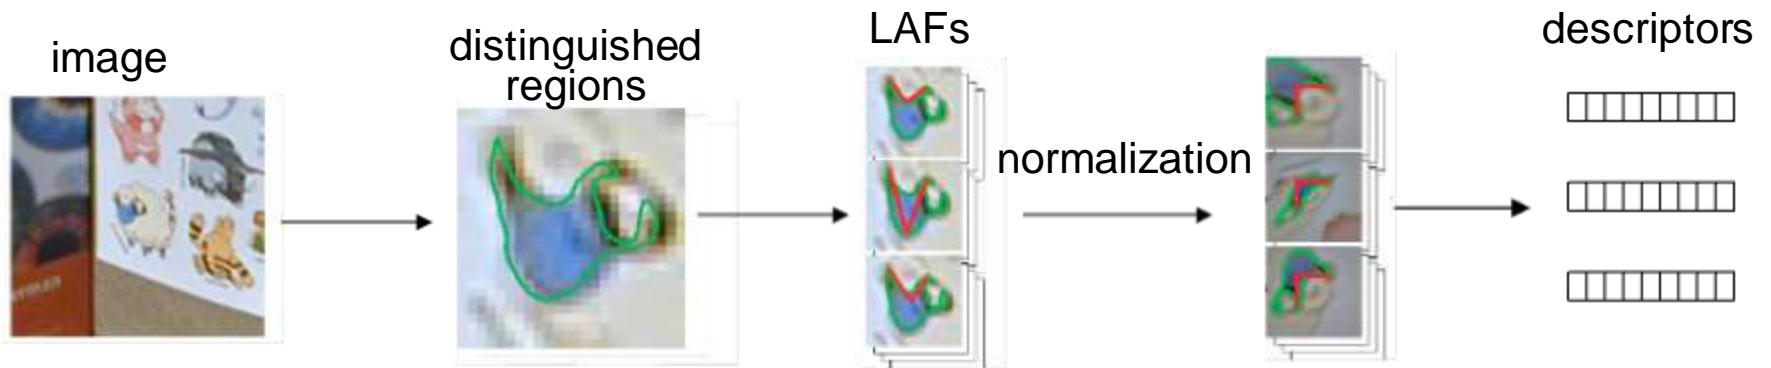 image
distinguished
regions
LAFs
normalization
descriptors